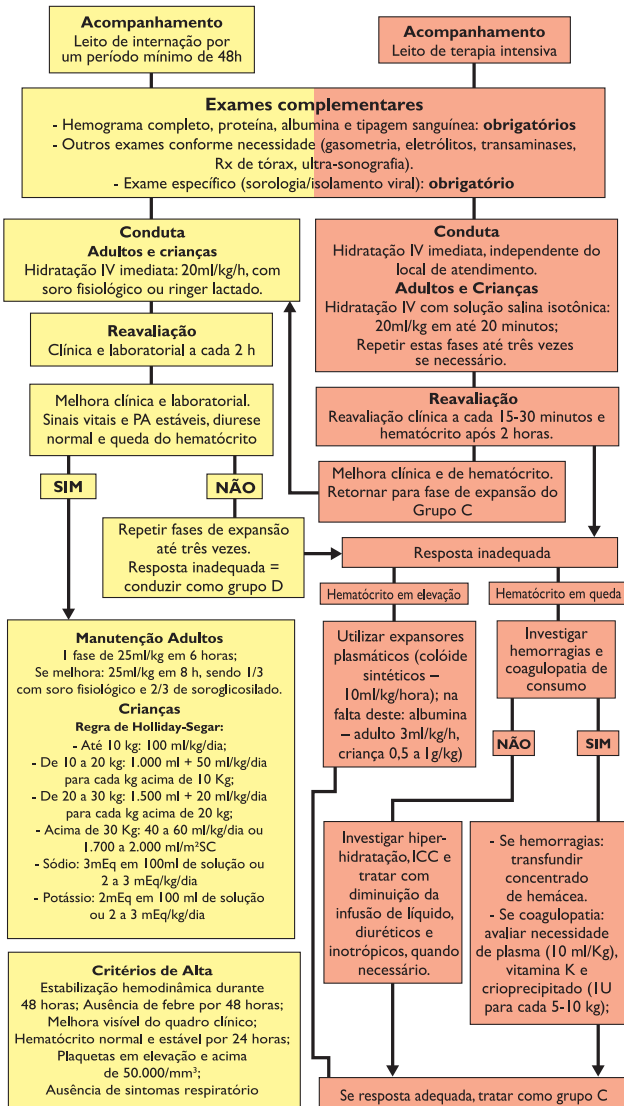 Acompanhamento
Leito de internação por
um período mínimo de 48h
Acompanhamento
Leito de terapia intensiva
Exames complementares
- Hemograma completo, proteína, albumina e tipagem sanguínea: obrigatórios
- Outros exames conforme necessidade (gasometria, eletrólitos, transaminases,
Rx de tórax, ultra-sonografia).
- Exame específico (sorologia/isolamento viral): obrigatório
Conduta
Adultos e crianças
Hidratação IV imediata: 20ml/kg/h, com
soro fisiológico ou ringer lactado.
Reavaliação
Clínica e laboratorial a cada 2 h
Melhora clínica e laboratorial.
Sinais vitais e PA estáveis, diurese
normal e queda do hematócrito
SIM
NÃO
Repetir fases de expansão
até três vezes.
Resposta inadequada =
conduzir como grupo D
Conduta
Hidratação IV imediata, independente do
local de atendimento.
Adultos e Crianças
Hidratação IV com solução salina isotônica:
20ml/kg em até 20 minutos;
Repetir estas fases até três vezes
se necessário.
Reavaliação
Reavaliação clínica a cada 15-30 minutos e
hematócrito após 2 horas.
Melhora clínica e de hematócrito.
Retornar para fase de expansão do
Grupo C
Resposta inadequada
Hematócrito em elevação
Hematócrito em queda
Utilizar expansores
plasmáticos (colóide
sintéticos –
10ml/kg/hora); na
falta deste: albumina
– adulto 3ml/kg/h,
criança 0,5 a 1g/kg)
Investigar
hemorragias e
coagulopatia de
consumo
NÃO
SIM
Investigar hiper-
hidratação, ICC e
tratar com
diminuição da
infusão de líquido,
diuréticos e
inotrópicos, quando
necessário.
- Se hemorragias:
transfundir
concentrado
de hemácea.
- Se coagulopatia:
avaliar necessidade
de plasma (10 ml/Kg),
vitamina K e
crioprecipitado (1U
para cada 5-10 kg);
Se resposta adequada, tratar como grupo C
Manutenção Adultos
1 fase de 25ml/kg em 6 horas;
Se melhora: 25ml/kg em 8 h, sendo 1/3
com soro fisiológico e 2/3 de soroglicosilado.
Crianças
Regra de Holliday-Segar:
- Até 10 kg: 100 ml/kg/dia;
- De 10 a 20 kg: 1.000 ml + 50 ml/kg/dia
para cada kg acima de 10 Kg;
- De 20 a 30 kg: 1.500 ml + 20 ml/kg/dia
para cada kg acima de 20 kg;
- Acima de 30 Kg: 40 a 60 ml/kg/dia ou
1.700 a 2.000 ml/m²SC
- Sódio: 3mEq em 100ml de solução ou
2 a 3 mEq/kg/dia
- Potássio: 2mEq em 100 ml de solução
ou 2 a 3 mEq/kg/dia
Critérios de Alta
Estabilização hemodinâmica durante
48 horas; Ausência de febre por 48 horas;
Melhora visível do quadro clínico;
Hematócrito normal e estável por 24 horas;
Plaquetas em elevação e acima
de 50.000/mm³;
Ausência de sintomas respiratório